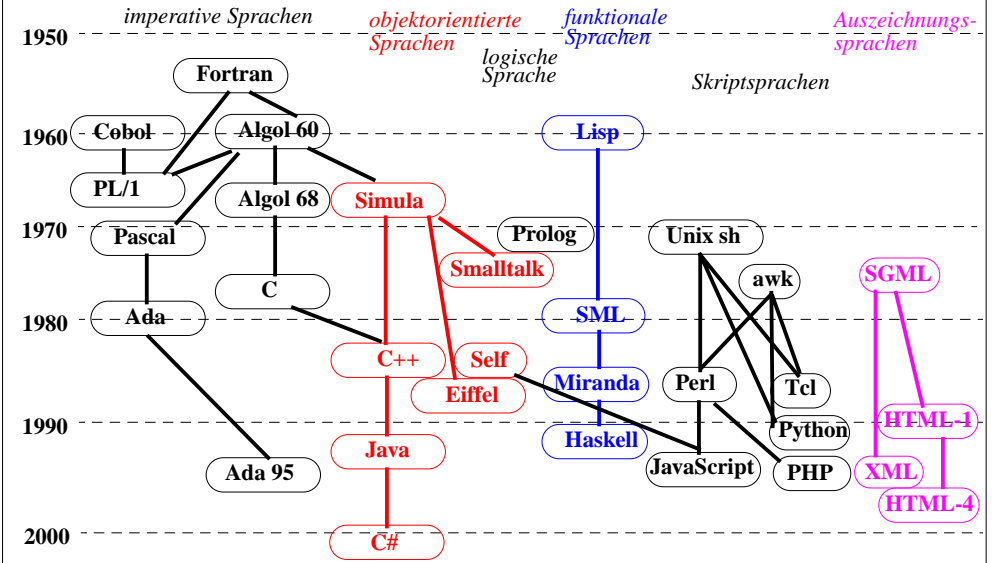 imperative Sprachen
objektorientierte
Sprachen
funktionale
Sprachen
Auszeichnungs-
sprachen
logische
Sprache
Skriptsprachen
1950
Fortran
1960
Cobol
Algol 60
Lisp
PL/1
Algol 68
Simula
1970
Pascal
Prolog
Unix sh
Smalltalk
awk
SGML
C
1980
Ada
SML
C++
Self
Eiffel
Miranda
Perl
Tcl
1990
Haskell
Python
HTML-1
Java
Ada 95
JavaScript
PHP
XML
HTML-4
2000
C#